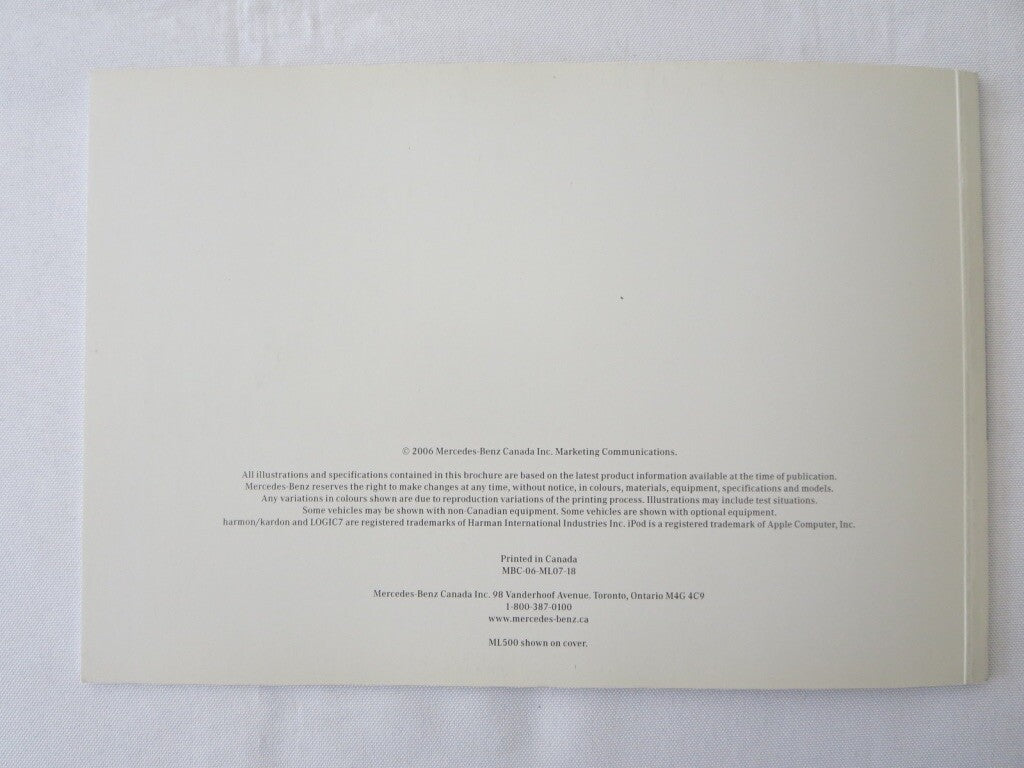 © 2006 Mercedes-Benz Canada Inc. Marketing Communications.
All illustrations and specifications contained in this brochure are based on the latest product information available at the time of publication.
Mercedes-Benz reserves the right to make changes at any time, without notice, in colours, materials, equipment, specifications and models.
Any variations in colours shown are due to reproduction variations of the printing process. Illustrations may include test situations.
Some vehicles may be shown with non-Canadian equipment. Some vehicles are shown with optional equipment.
harmon/kardon and LOGIC7 are registered trademarks of Harman International Industries Inc. iPod is a registered trademark of Apple Computer, Inc.
Printed in Canada
MBC-06-ML07-18
Mercedes-Benz Canada Inc. 98 Vanderhoof Avenue. Toronto, Ontario M4G 4C9
1-800-387-0100
www.mercedes-benz.ca
ML500 shown on cover.